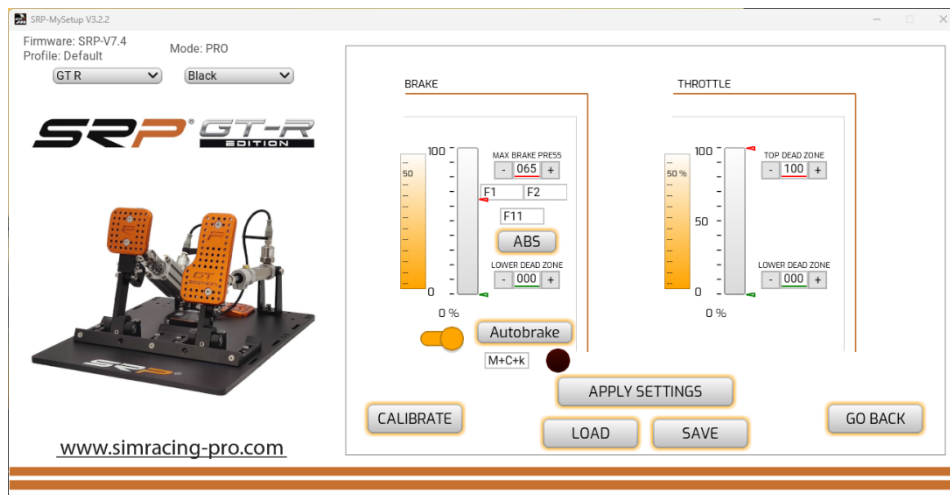 SRP-MySetup V3.2.2
Firmware: SRP-V7.4
Profile: Default
Mode: PRO
GT R
Black
SRP GT-R
EDITION
www.simracing-pro.com
BRAKE
100
50
0
0 %
MAX BRAKE PRESS
- 065 +
F1 F2
F11
ABS
LOWER DEAD ZONE
- 000 +
Autobrake
M+C+k
THROTTLE
50 %
100
50
0
0 %
TOP DEAD ZONE
- 100 +
LOWER DEAD ZONE
- 000 +
APPLY SETTINGS
CALIBRATE
LOAD
SAVE
GO BACK